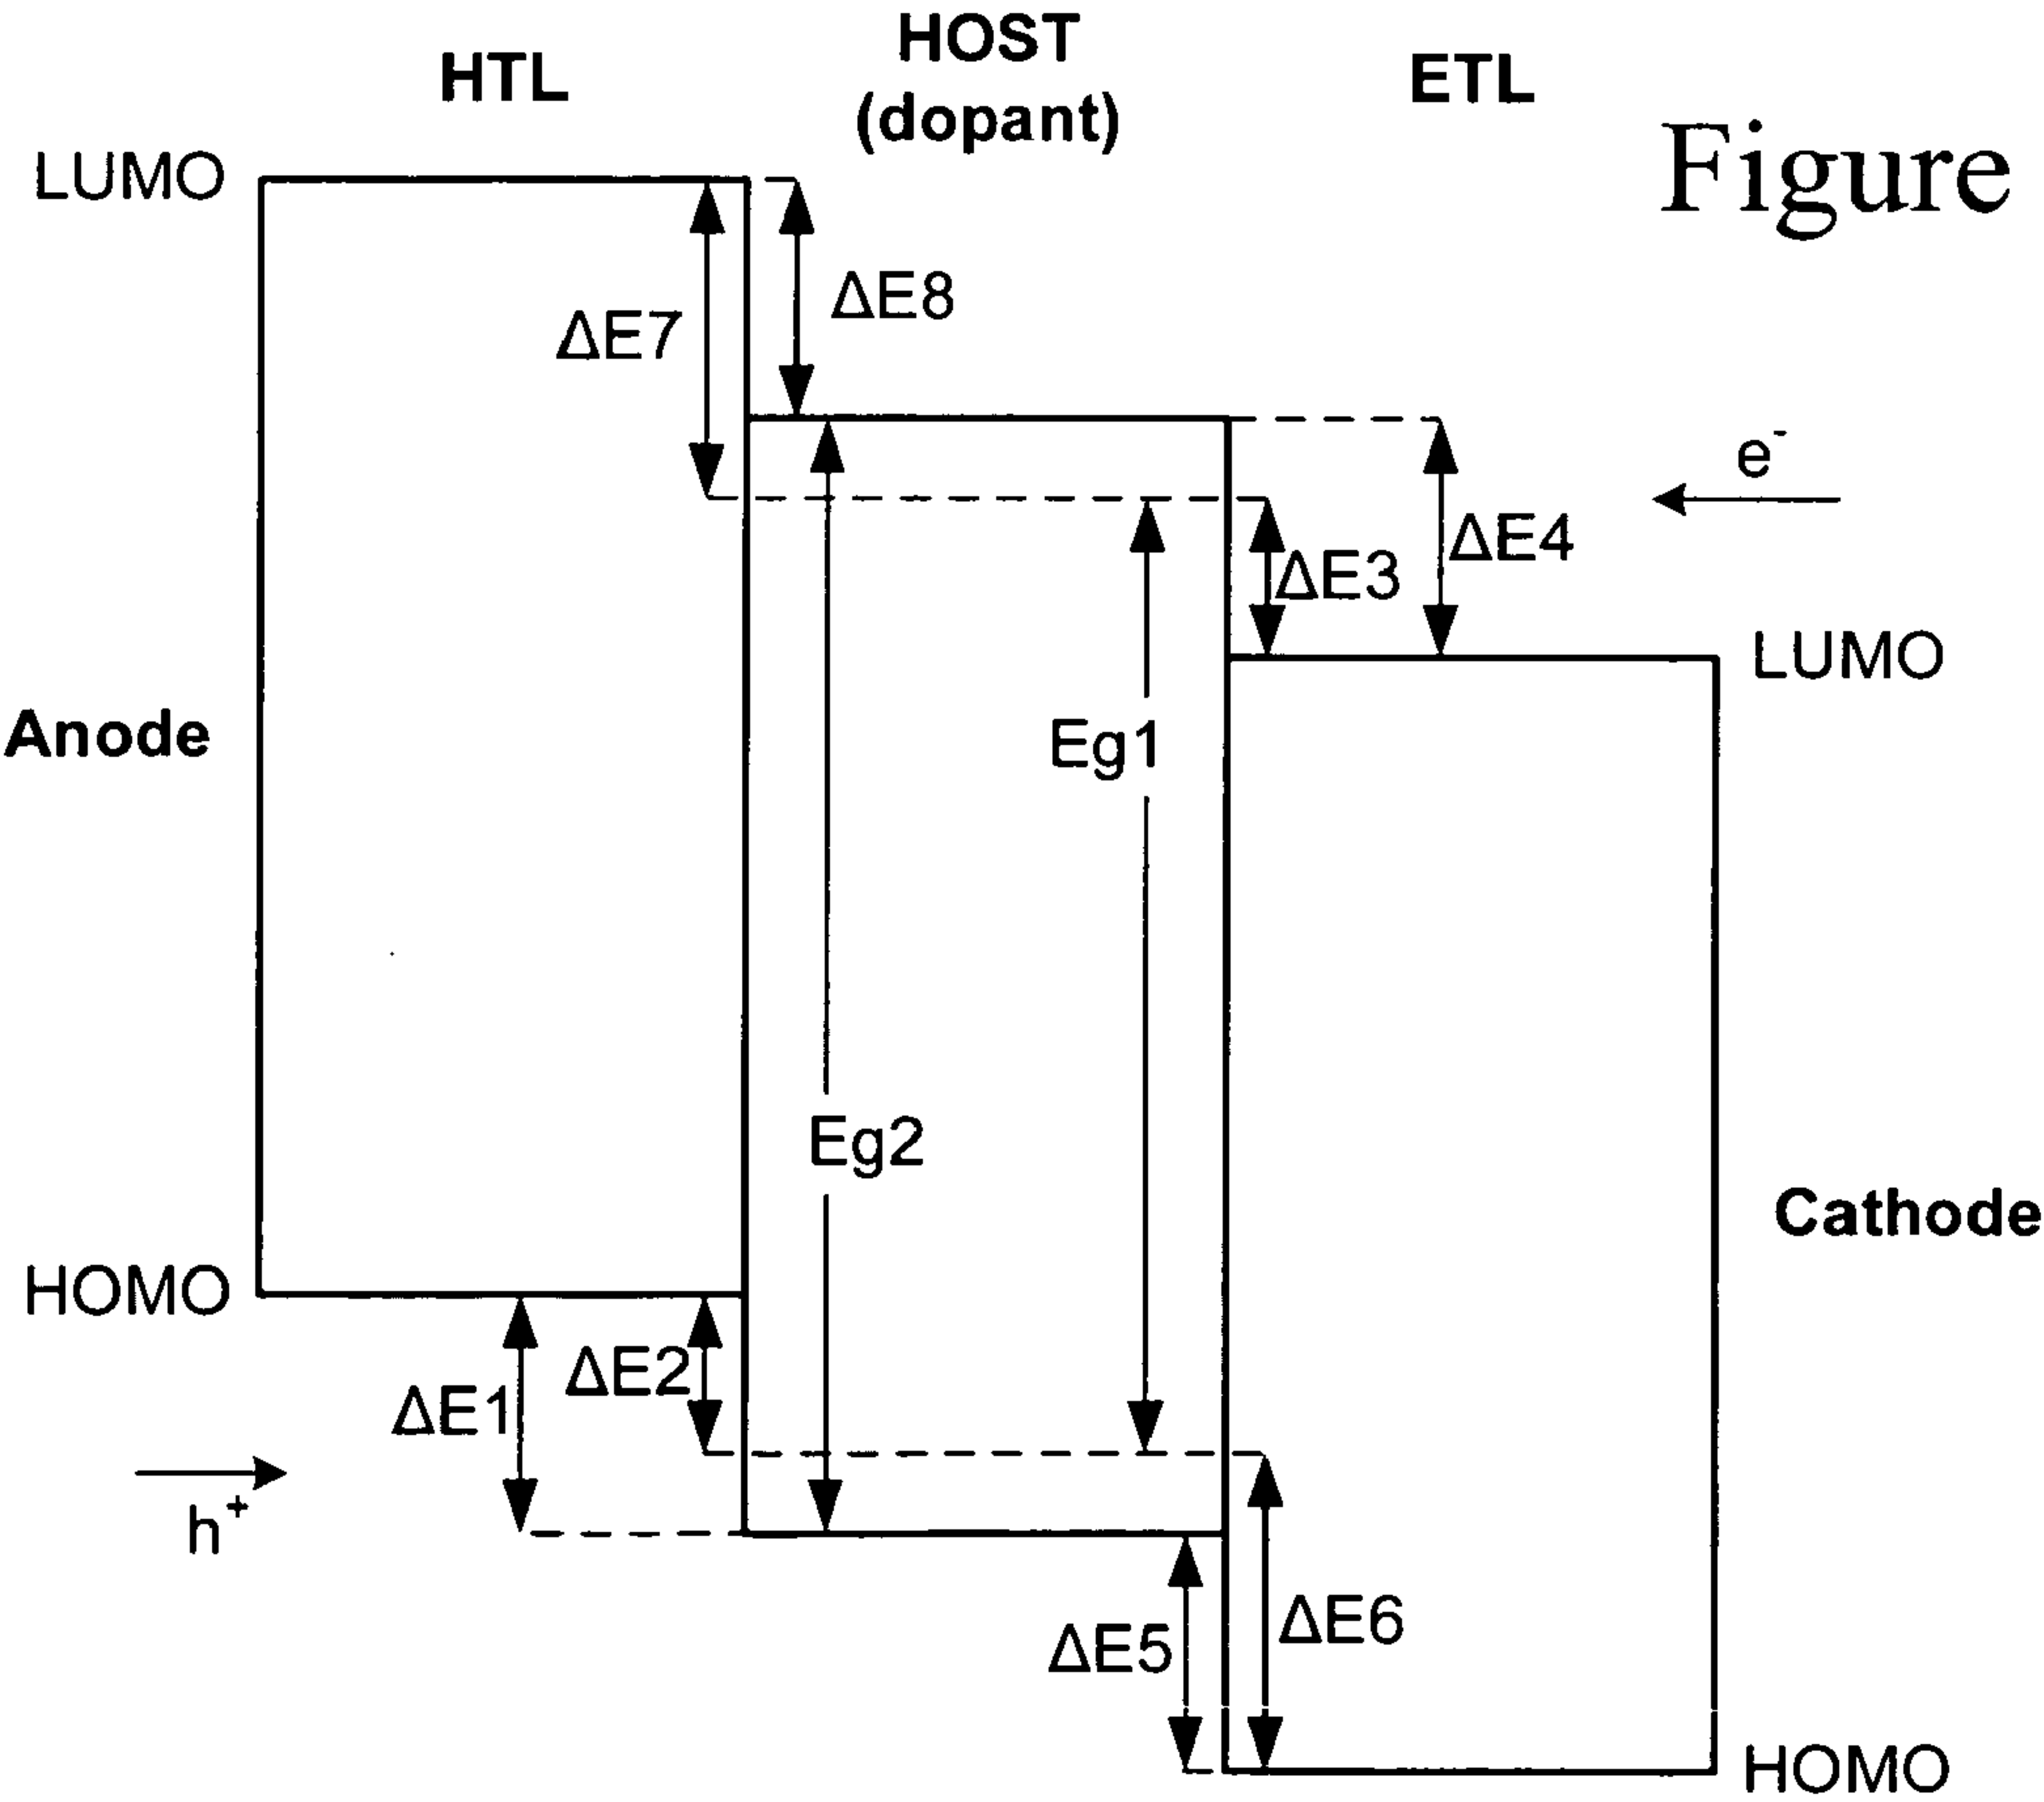 HTL
HOST
(dopant)
ETL
Figure
LUMO
ΔE8
ΔE7
e-
ΔE4
ΔE3
LUMO
Anode
Eg1
Eg2
Cathode
HOMO
ΔE2
ΔE1
h+
ΔE6
ΔE5
HOMO